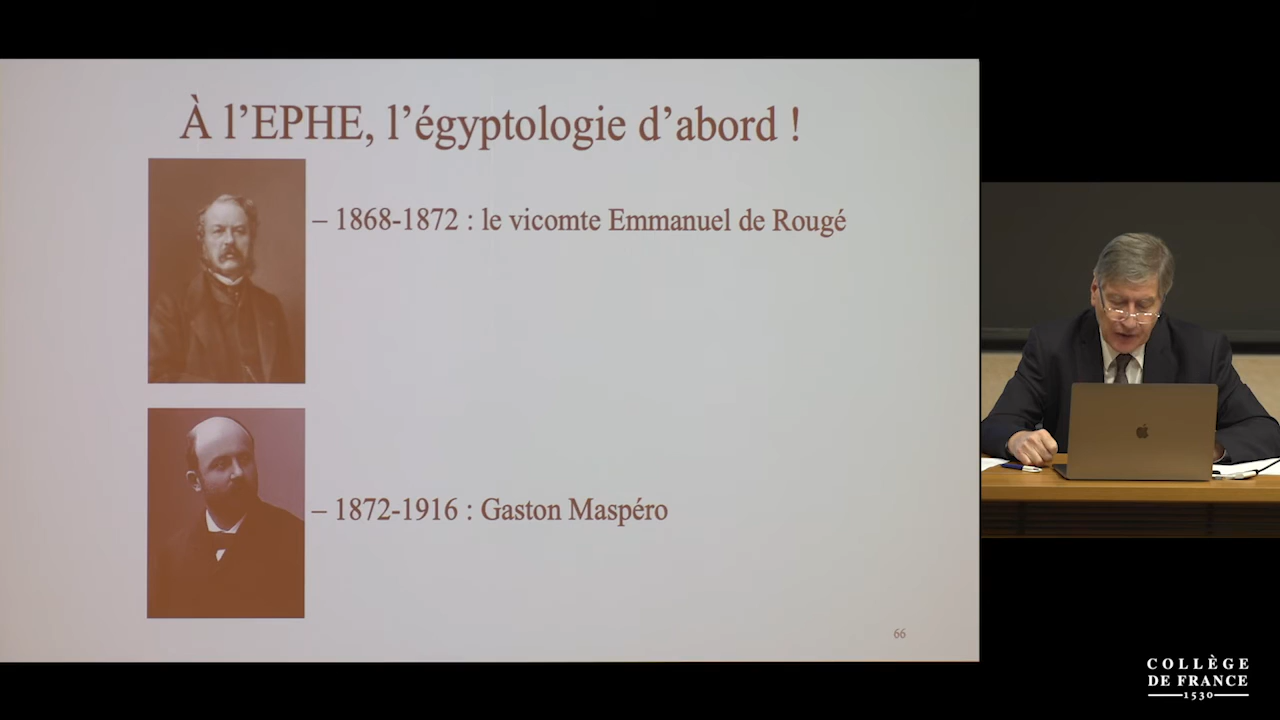 À l’EPHE, l’égyptologie d’abord !
– 1868-1872 : le vicomte Emmanuel de Rougé
– 1872-1916 : Gaston Maspéro
66
COLLÈGE
DE FRANCE
1530